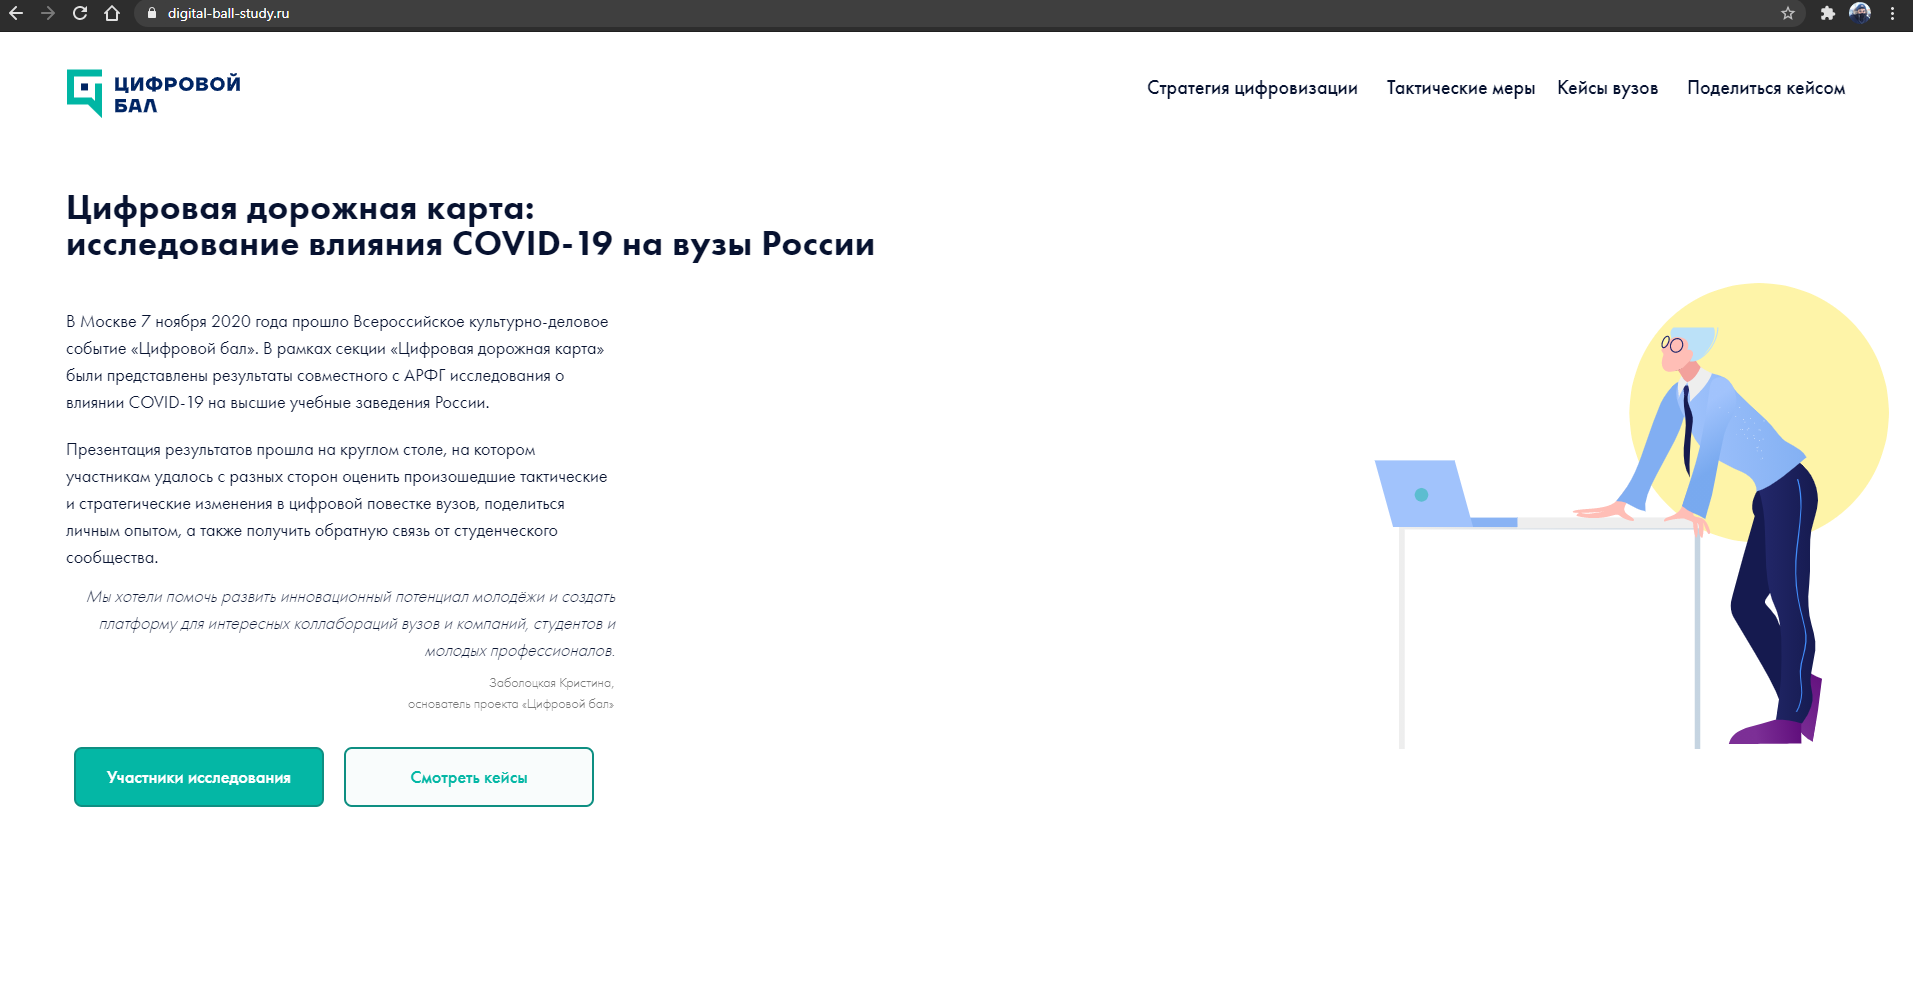 digital-ball-study.ru
ЦИФРОВОЙ
БАЛ
Стратегия цифровизации Тактические меры Кейсы вузов Поделиться кейсом
Цифровая дорожная карта:
исследование влияния COVID-19 на вузы России
В Москве 7 ноября 2020 года прошло Всероссийское культурно-деловое
событие «Цифровой бал». В рамках секции «Цифровая дорожная карта»
были представлены результаты совместного с АРФГ исследования о
влиянии COVID-19 на высшие учебные заведения России.
Презентация результатов прошла на круглом столе, на котором
участникам удалось с разных сторон оценить произошедшие тактические
и стратегические изменения в цифровой повестке вузов, поделиться
личным опытом, а также получить обратную связь от студенческого
сообщества.
Мы хотели помочь развить инновационный потенциал молодёжи и создать
платформу для интересных коллабораций вузов и компаний, студентов и
молодых профессионалов.
Заболоцкая Кристина,
основатель проекта «Цифровой бал»
Участники исследования Смотреть кейсы